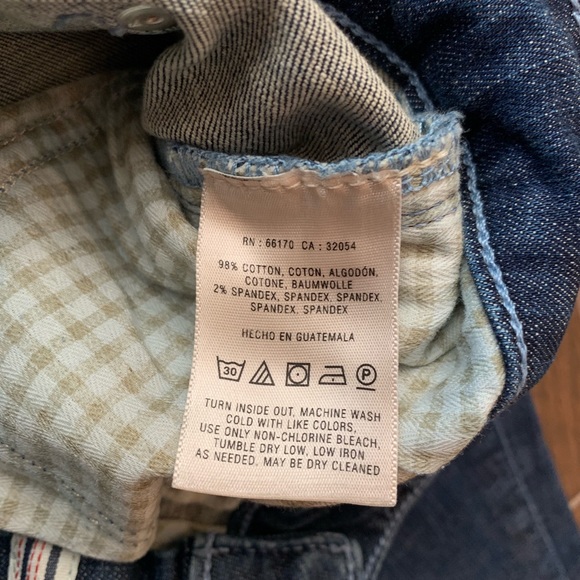 RN : 66170 CA : 32054
98% COTTON, COTON, ALGODÓN,
COTONE, BAUMWOLLE
2% SPANDEX, SPANDEX, SPANDEX,
SPANDEX, SPANDEX
HECHO EN GUATEMALA
30 P
TURN INSIDE OUT, MACHINE WASH
COLD WITH LIKE COLORS,
USE ONLY NON-CHLORINE BLEACH,
TUMBLE DRY LOW, LOW IRON
AS NEEDED. MAY BE DRY CLEANED